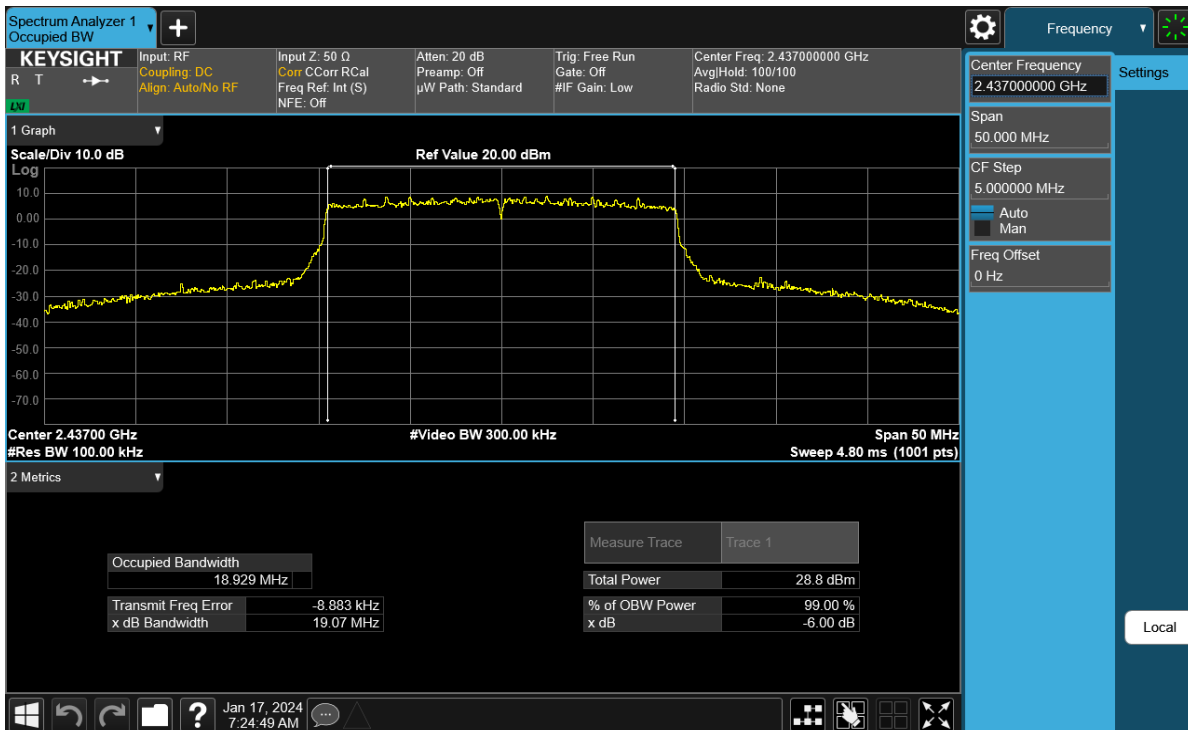 Spectrum Analyzer 1
Occupied BW
Frequency
KEYSIGHT
R T
LXI
Input: RF
Coupling: DC
Align: Auto/No RF
Input Z: 50 Ω
Corr CCorr RCal
Freq Ref: Int (S)
NFE: Off
Atten: 20 dB
Preamp: Off
µW Path: Standard
Trig: Free Run
Gate: Off
#IF Gain: Low
Center Freq: 2.437000000 GHz
Avg|Hold: 100/100
Radio Std: None
Center Frequency
2.437000000 GHz
Settings
Span
50.000 MHz
CF Step
5.000000 MHz
Auto
Man
Freq Offset
0 Hz
Local
1 Graph
Scale/Div 10.0 dB
Ref Value 20.00 dBm
Log
10.0
0.00
-10.0
-20.0
-30.0
-40.0
-50.0
-60.0
-70.0
Center 2.43700 GHz
#Video BW 300.00 kHz
Span 50 MHz
#Res BW 100.00 kHz
Sweep 4.80 ms (1001 pts)
2 Metrics
Measure Trace Trace 1
Occupied Bandwidth
18.929 MHz
Total Power 28.8 dBm
Transmit Freq Error -8.883 kHz
% of OBW Power 99.00 %
x dB Bandwidth 19.07 MHz
x dB -6.00 dB
?
Jan 17, 2024
7:24:49 AM